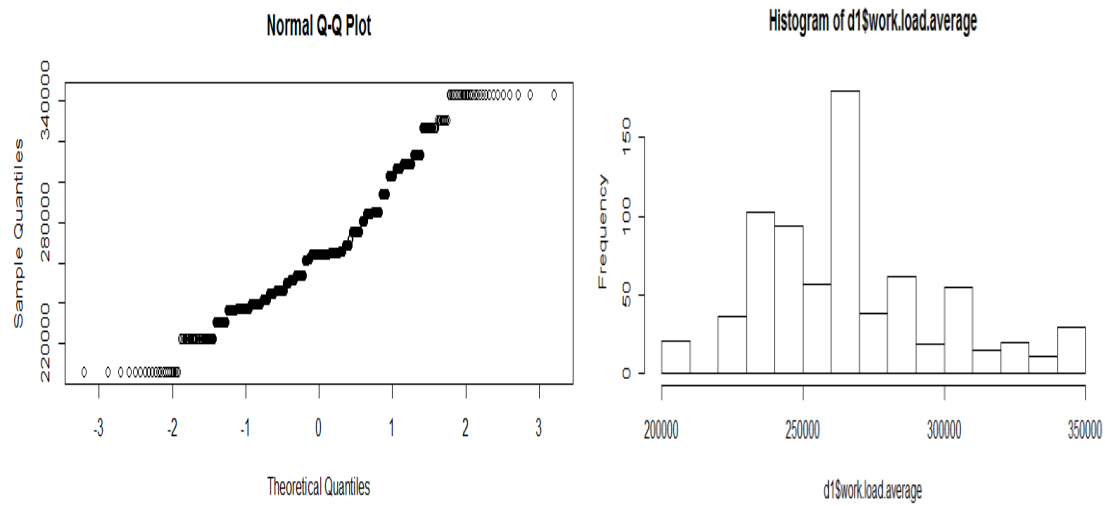 Normal Q-Q Plot
Sample Quantiles
220000 280000 340000
-3 -2 -1 0 1 2 3
Theoretical Quantiles
Histogram of d1$work.load.average
Frequency
0 50 100 150
200000 250000 300000 350000
d1$work.load.average